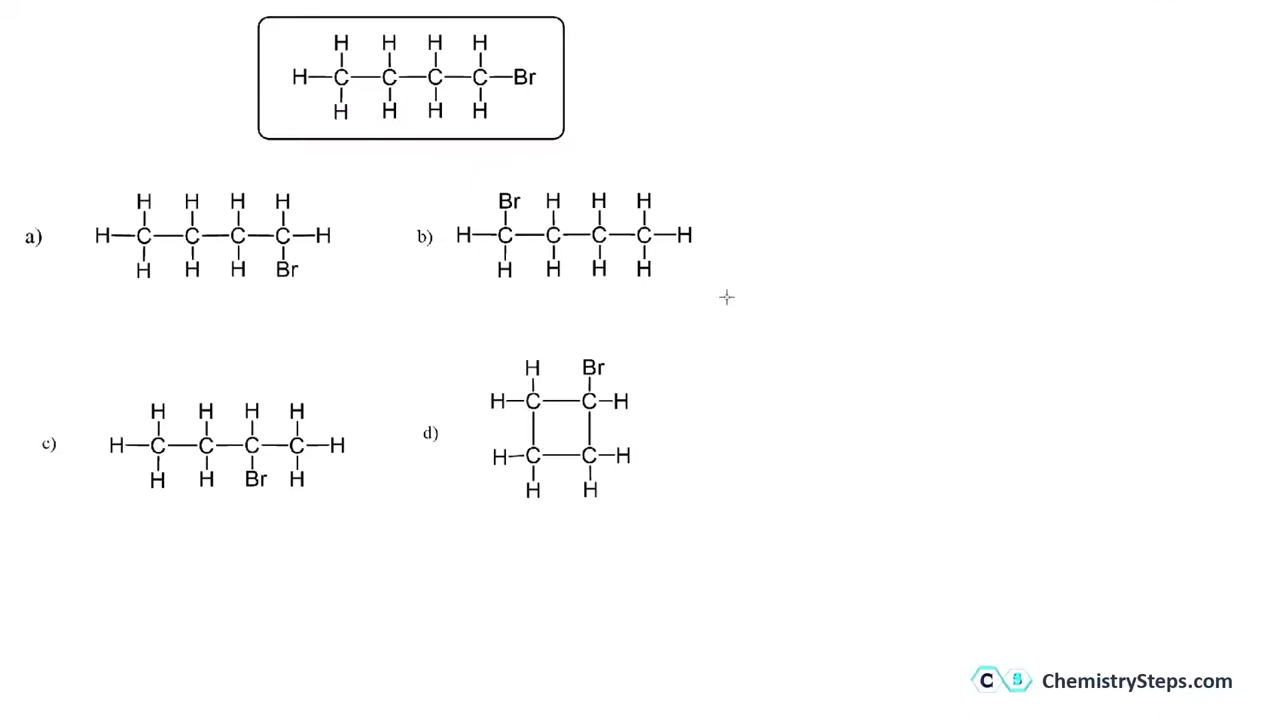 H H H H
H C C C C Br
H H H H
H H H H Br H H H
a) H C C C C H b) H C C C C H
H H H Br H H H H
H Br
H H H H H C C H
c) H C C C C H d)
H C C H
H H Br H H H
C S ChemistrySteps.com